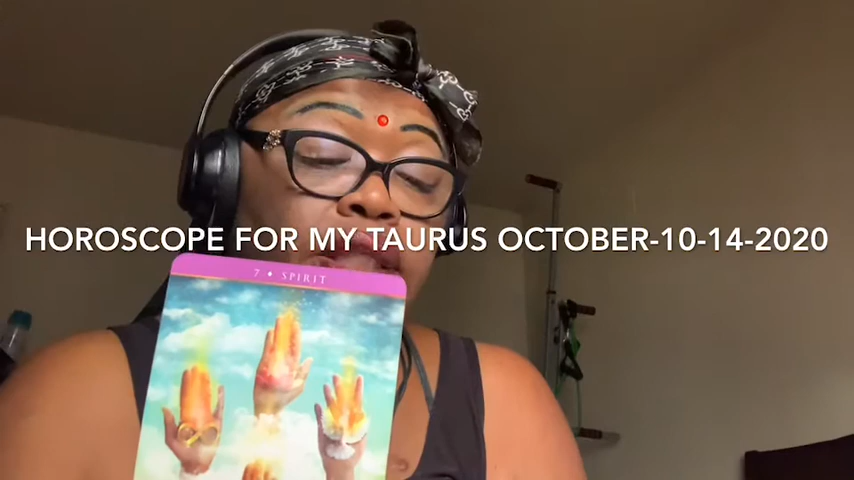 HOROSCOPE FOR MY TAURUS OCTOBER-10-14-2020
7 • SPIRIT